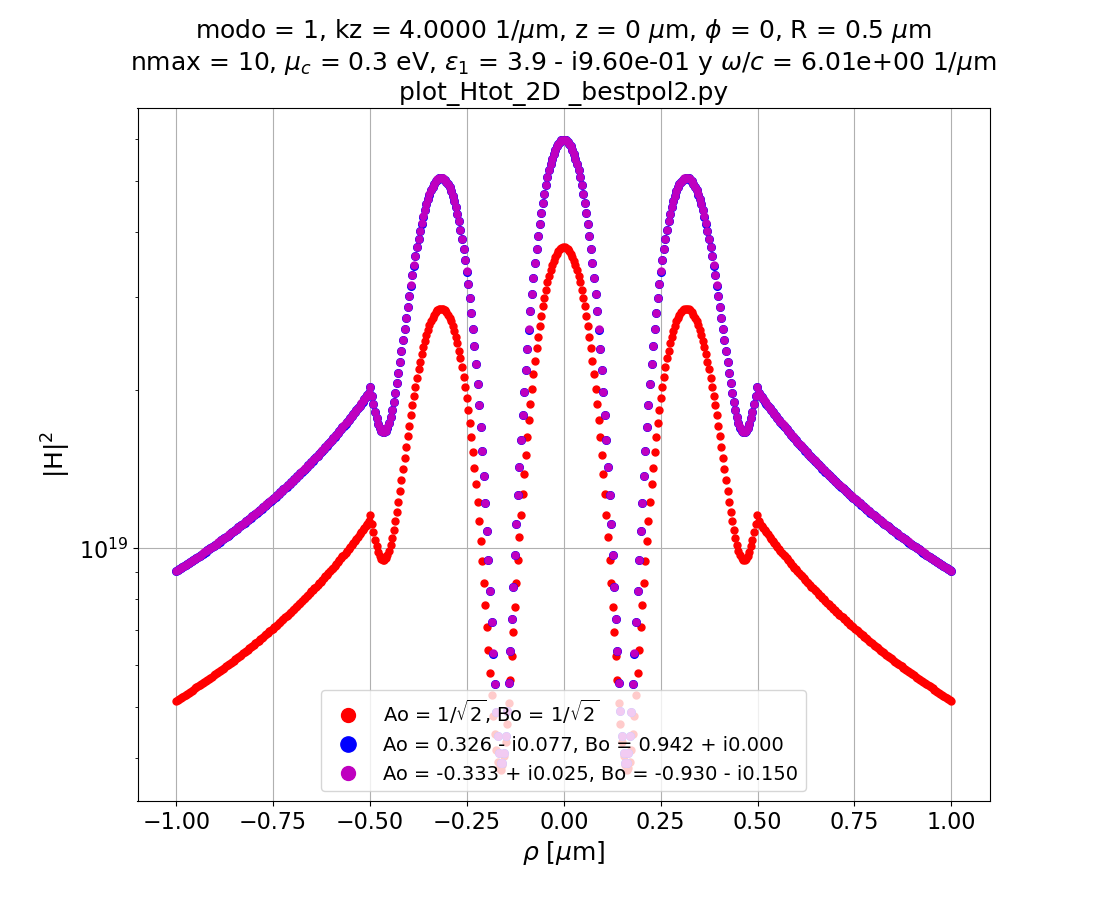 modo = 1, kz = 4.0000 1/μm, z = 0 μm, ϕ = 0, R = 0.5 μm
nmax = 10, μ_c = 0.3 eV, ε_1 = 3.9 - i9.60e-01 y ω/c = 6.01e+00 1/μm
plot_Htot_2D _bestpol2.py
|H|²
10¹⁹
Ao = 1/√2, Bo = 1/√2
Ao = 0.326 - i0.077, Bo = 0.942 + i0.000
Ao = -0.333 + i0.025, Bo = -0.930 - i0.150
−1.00 −0.75 −0.50 −0.25 0.00 0.25 0.50 0.75 1.00
ρ [μm]